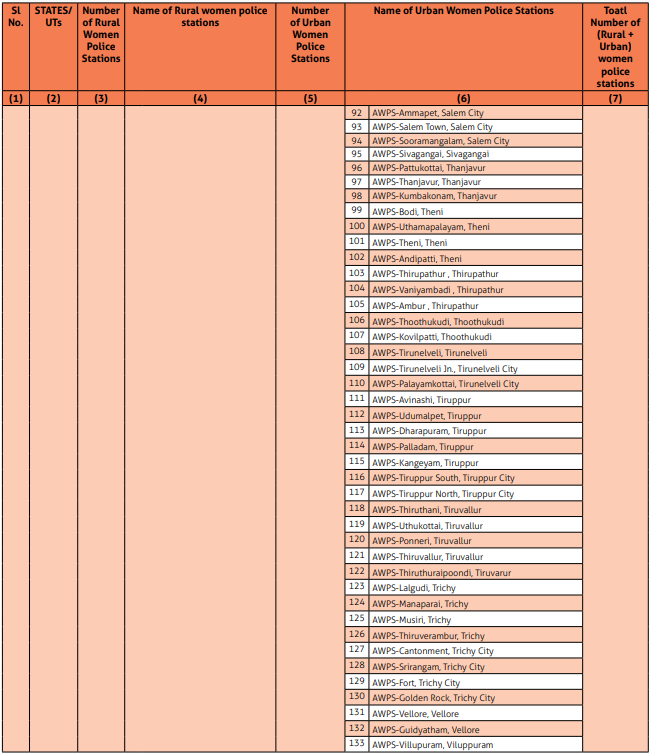 Sl No. STATES/ UTs Number of Rural Women Police Stations Name of Rural women police stations Number of Urban Women Police Stations Name of Urban Women Police Stations Toatl Number of (Rural + Urban) women police stations
(1) (2) (3) (4) (5) (6) (7)
92 AWPS-Ammapet, Salem City
93 AWPS-Salem Town, Salem City
94 AWPS-Sooramangalam, Salem City
95 AWPS-Sivagangai, Sivagangai
96 AWPS-Pattukottai, Thanjavur
97 AWPS-Thanjavur, Thanjavur
98 AWPS-Kumbakonam, Thanjavur
99 AWPS-Bodi, Theni
100 AWPS-Uthamapalayam, Theni
101 AWPS-Theni, Theni
102 AWPS-Andipatti, Theni
103 AWPS-Thirupathur , Thirupathur
104 AWPS-Vaniyambadi , Thirupathur
105 AWPS-Ambur , Thirupathur
106 AWPS-Thoothukudi, Thoothukudi
107 AWPS-Kovilpatti, Thoothukudi
108 AWPS-Tirunelveli, Tirunelveli
109 AWPS-Tirunelveli Jn., Tirunelveli City
110 AWPS-Palayamkottai, Tirunelveli City
111 AWPS-Avinashi, Tiruppur
112 AWPS-Udumalpet, Tiruppur
113 AWPS-Dharapuram, Tiruppur
114 AWPS-Palladam, Tiruppur
115 AWPS-Kangeyam, Tiruppur
116 AWPS-Tiruppur South, Tiruppur City
117 AWPS-Tiruppur North, Tiruppur City
118 AWPS-Thiruthani, Tiruvallur
119 AWPS-Uthukottai, Tiruvallur
120 AWPS-Ponneri, Tiruvallur
121 AWPS-Thiruvallur, Tiruvallur
122 AWPS-Thiruthuraipoondi, Tiruvarur
123 AWPS-Lalgudi, Trichy
124 AWPS-Manaparai, Trichy
125 AWPS-Musiri, Trichy
126 AWPS-Thiruverambur, Trichy
127 AWPS-Cantonment, Trichy City
128 AWPS-Srirangam, Trichy City
129 AWPS-Fort, Trichy City
130 AWPS-Golden Rock, Trichy City
131 AWPS-Vellore, Vellore
132 AWPS-Guidyatham, Vellore
133 AWPS-Villupuram, Viluppuram